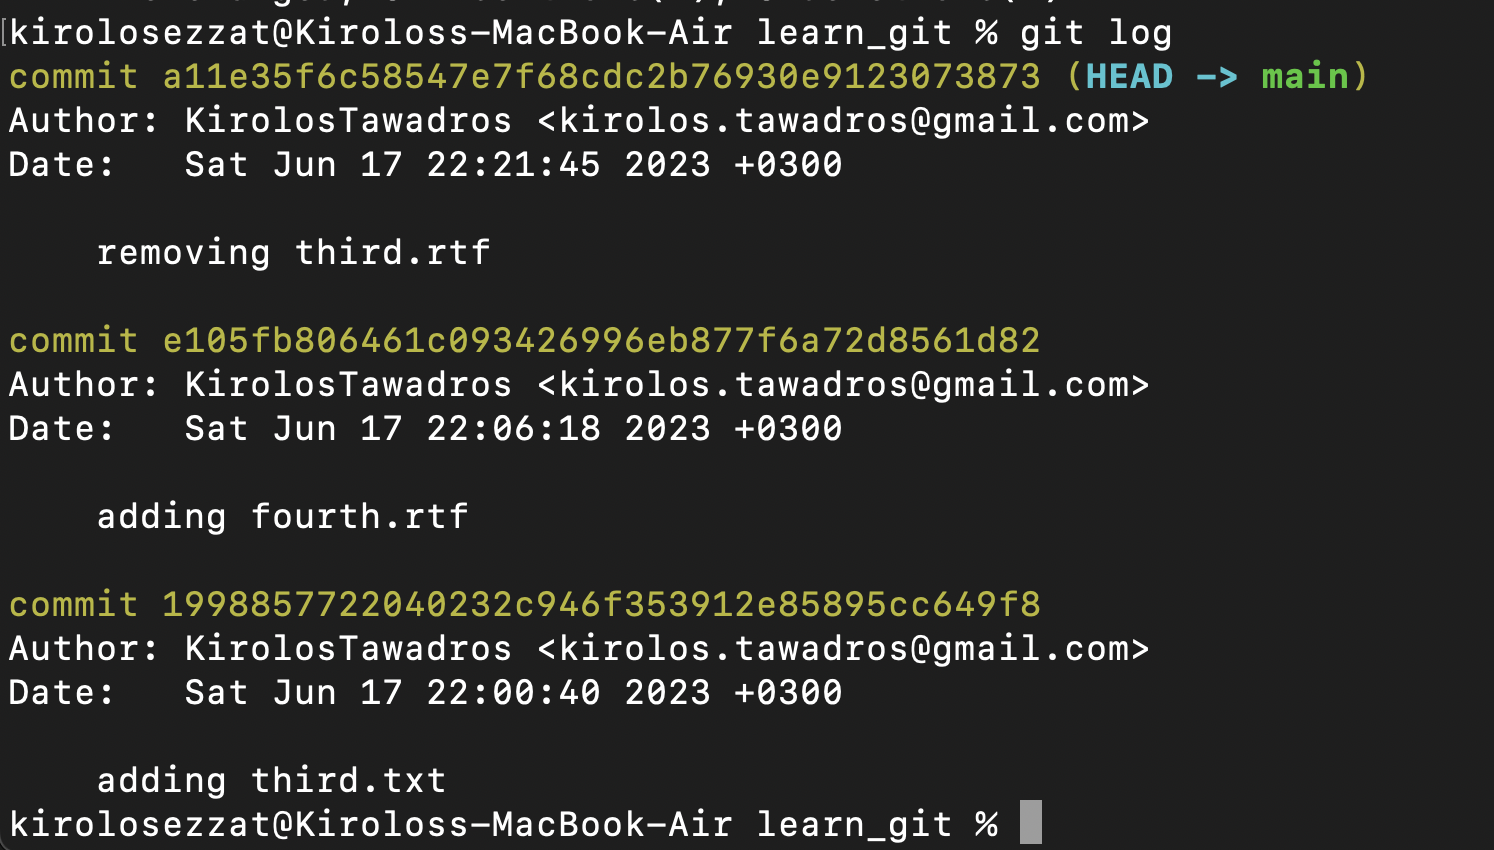 kirolosezzat@Kiroloss-MacBook-Air learn_git % git log
commit a11e35f6c58547e7f68cdc2b76930e9123073873 (HEAD -> main)
Author: KirolosTawadros <kirolos.tawadros@gmail.com>
Date:   Sat Jun 17 22:21:45 2023 +0300
    removing third.rtf
commit e105fb806461c093426996eb877f6a72d8561d82
Author: KirolosTawadros <kirolos.tawadros@gmail.com>
Date:   Sat Jun 17 22:06:18 2023 +0300
    adding fourth.rtf
commit 1998857722040232c946f353912e85895cc649f8
Author: KirolosTawadros <kirolos.tawadros@gmail.com>
Date:   Sat Jun 17 22:00:40 2023 +0300
    adding third.txt
kirolosezzat@Kiroloss-MacBook-Air learn_git %